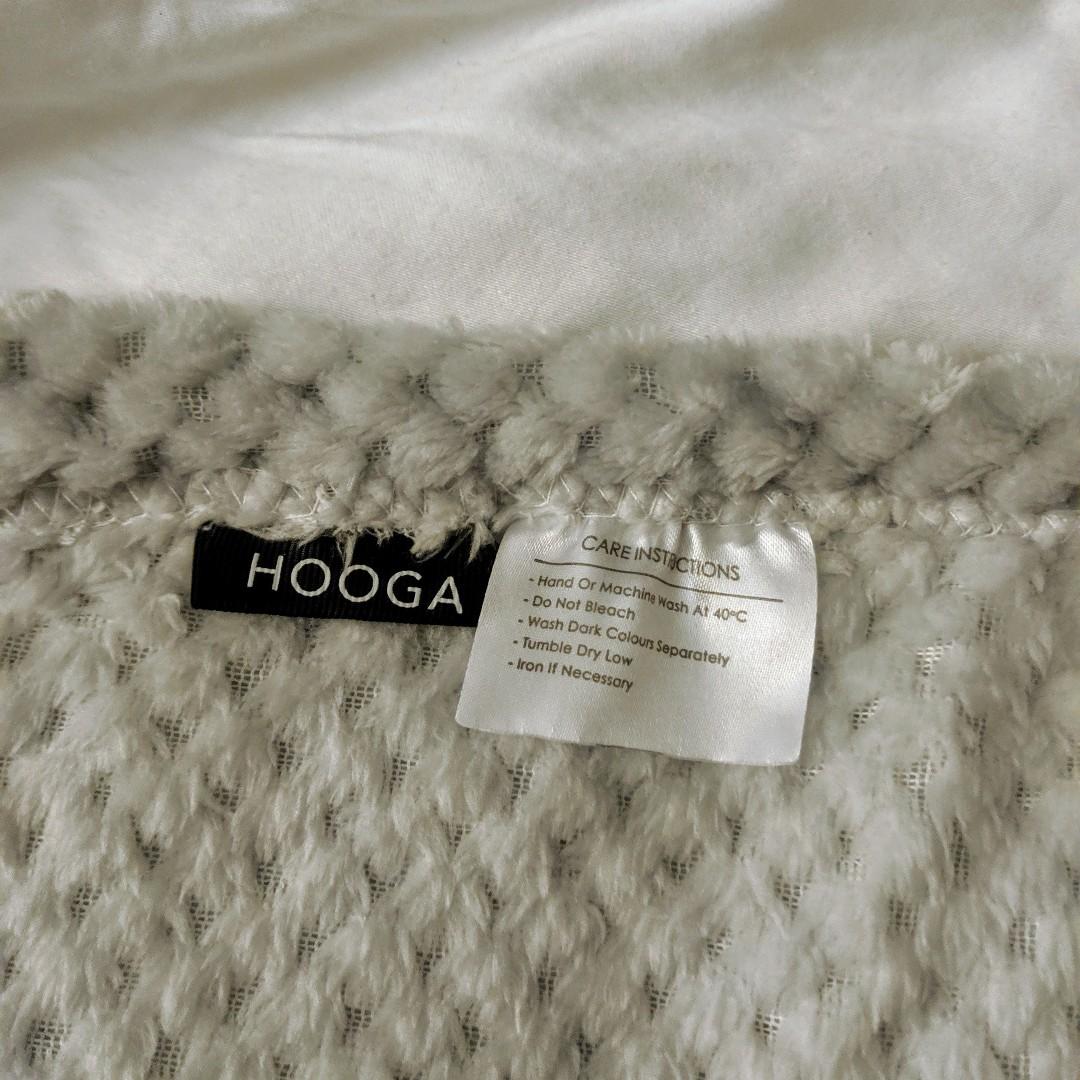 HOOGA
CARE INSTRUCTIONS
- Hand Or Machine Wash At 40°C
- Do Not Bleach
- Wash Dark Colours Separately
- Tumble Dry Low
- Iron If Necessary